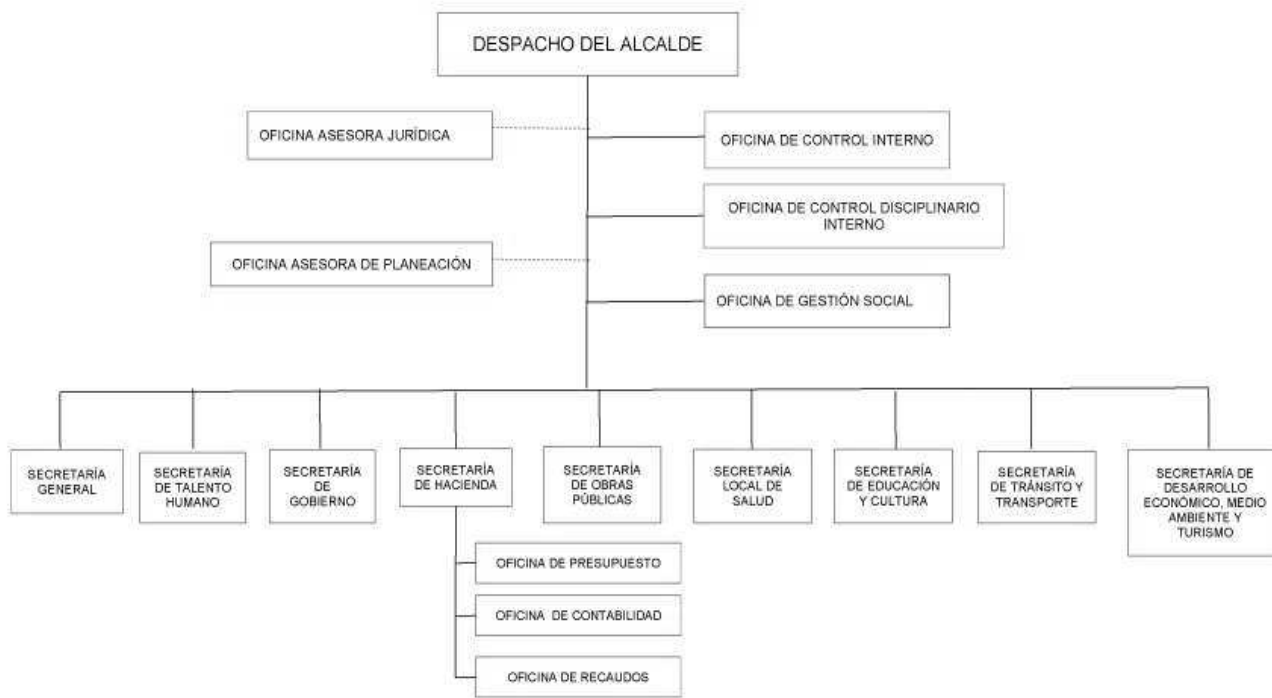 DESPACHO DEL ALCALDE
OFICINA ASESORA JURÍDICA
OFICINA DE CONTROL INTERNO
OFICINA DE CONTROL DISCIPLINARIO
INTERNO
OFICINA ASESORA DE PLANEACIÓN
OFICINA DE GESTIÓN SOCIAL
SECRETARÍA
GENERAL
SECRETARÍA
DE TALENTO
HUMANO
SECRETARÍA
DE
GOBIERNO
SECRETARÍA
DE HACIENDA
SECRETARÍA
DE OBRAS
PÚBLICAS
SECRETARÍA
LOCAL DE
SALUD
SECRETARÍA
DE EDUCACIÓN
Y CULTURA
SECRETARÍA
DE TRÁNSITO Y
TRANSPORTE
SECRETARÍA DE
DESARROLLO
ECONÓMICO, MEDIO
AMBIENTE Y
TURISMO
OFICINA DE PRESUPUESTO
OFICINA DE CONTABILIDAD
OFICINA DE RECAUDOS